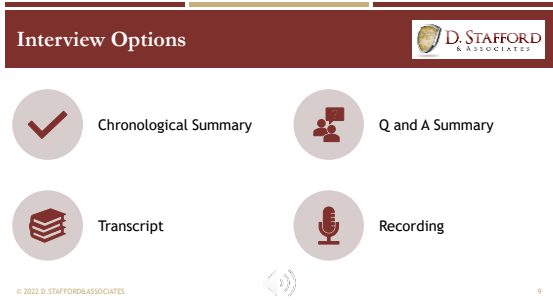 Interview Options
D. STAFFORD
& ASSOCIATES
Chronological Summary
Q and A Summary
Transcript
Recording
© 2022 D.STAFFORD&ASSOCIATES
9